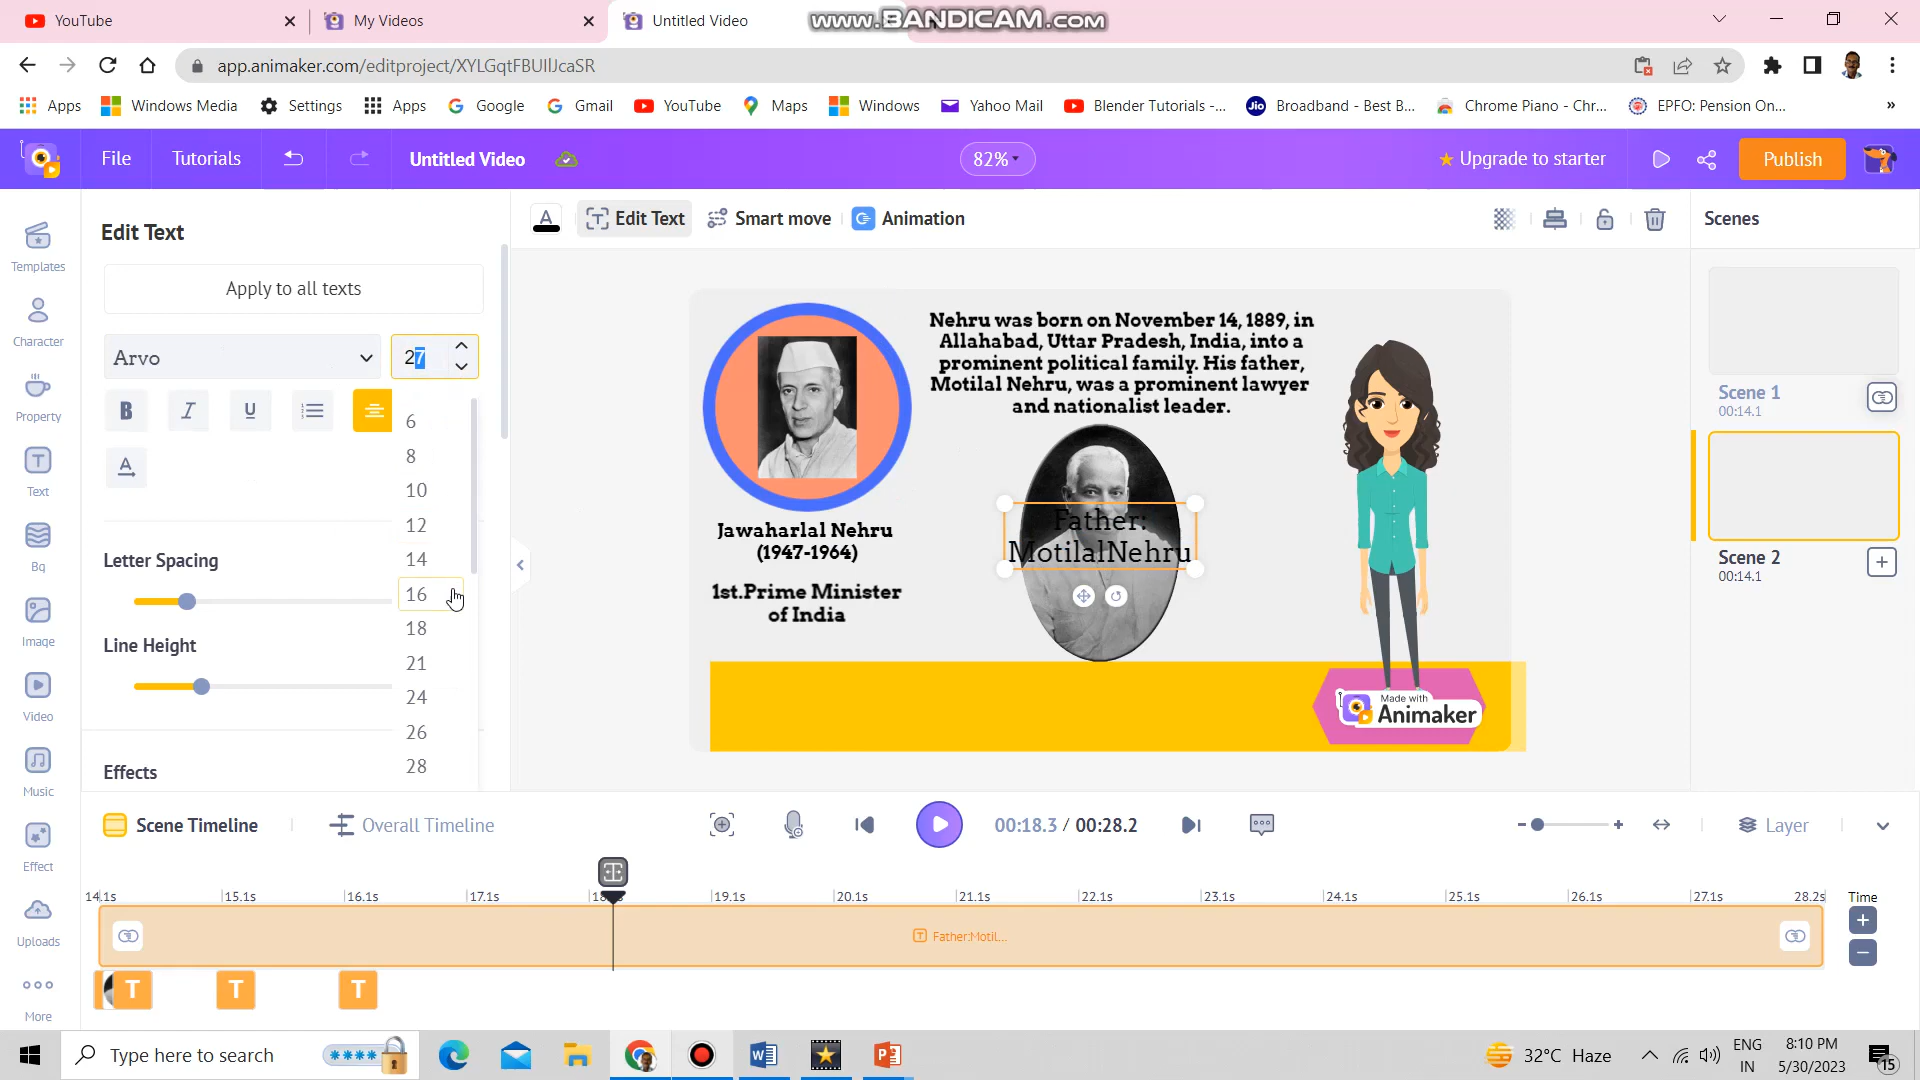 YouTube
My Videos
Untitled Video
www.BANDICAM.com
app.animaker.com/editproject/XYLGqtFBUIlJcaSR
Apps
Windows Media
Settings
Apps
Google
Gmail
YouTube
Maps
Windows
Yahoo Mail
Blender Tutorials -...
Jio
Broadband - Best B...
Chrome Piano - Chr...
EPFO: Pension On...
»
File
Tutorials
Untitled Video
82%
Upgrade to starter
Publish
Templates
Character
Property
Text
Bg
Image
Video
Music
Effect
Uploads
More
Edit Text
Apply to all texts
Arvo
27
B
I
U
A
6
8
10
12
14
16
18
21
24
26
28
Letter Spacing
Line Height
Effects
A
Edit Text
Smart move
Animation
Nehru was born on November 14, 1889, in
Allahabad, Uttar Pradesh, India, into a
prominent political family. His father,
Motilal Nehru, was a prominent lawyer
and nationalist leader.
Jawaharlal Nehru
(1947-1964)
1st.Prime Minister
of India
Father:
MotilalNehru
Made with
Animaker
Scenes
Scene 1
00:14.1
Scene 2
00:14.1
Scene Timeline
Overall Timeline
00:18.3 / 00:28.2
Layer
14.1s
15.1s
16.1s
17.1s
19.1s
20.1s
21.1s
22.1s
23.1s
24.1s
25.1s
26.1s
27.1s
28.2s
Time
T Father:Motil...
T
T
T
Type here to search
32°C Haze
ENG
IN
8:10 PM
5/30/2023
15